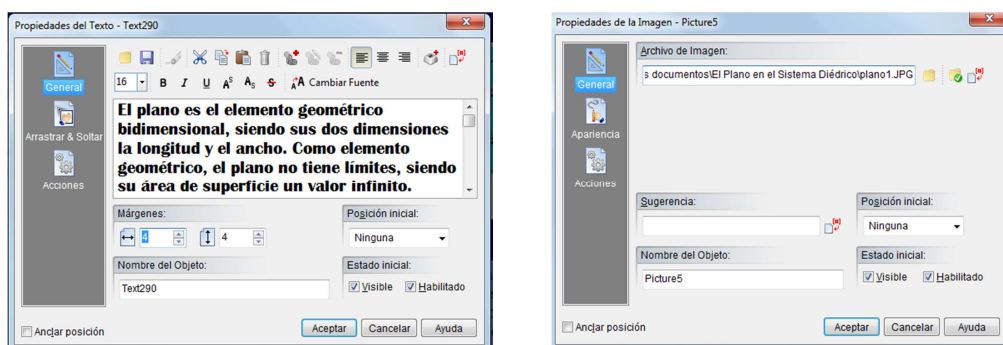 Propiedades del Texto - Text290
General
Arrastrar & Soltar
Acciones
16
B I U A^S A_S S A Cambiar Fuente
El plano es el elemento geométrico
bidimensional, siendo sus dos dimensiones
la longitud y el ancho. Como elemento
geométrico, el plano no tiene límites, siendo
su área de superficie un valor infinito.
Márgenes:
4
4
Posición inicial:
Ninguna
Nombre del Objeto:
Text290
Estado inicial:
Visible
Habilitado
Anclar posición
Aceptar
Cancelar
Ayuda
Propiedades de la Imagen - Picture5
General
Apariencia
Acciones
Archivo de Imagen:
s documentos\El Plano en el Sistema Diédrico\plano1.JPG
Sugerencia:
Posición inicial:
Ninguna
Nombre del Objeto:
Picture5
Estado inicial:
Visible
Habilitado
Anclar posición
Aceptar
Cancelar
Ayuda